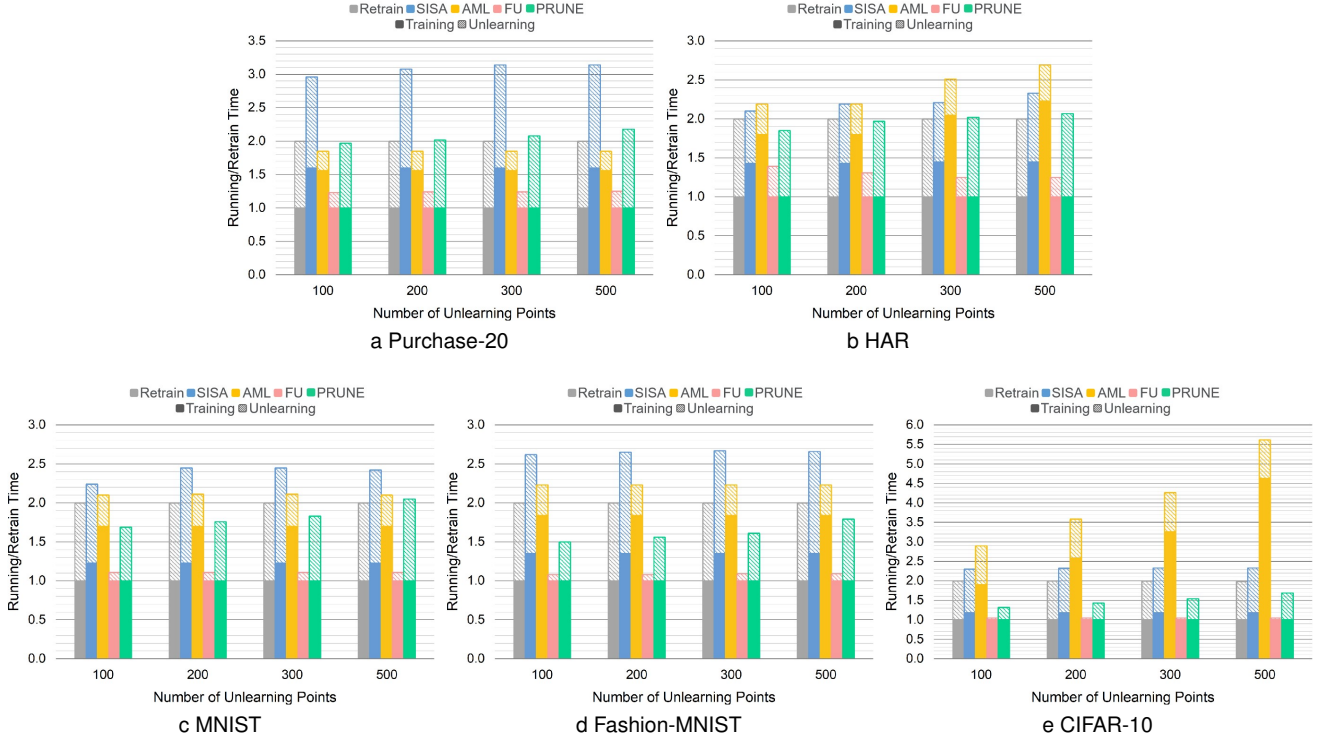 Retrain SISA AML FU PRUNE
Training Unlearning
Running/Retrain Time
3.5
3.0
2.5
2.0
1.5
1.0
0.5
0.0
100 200 300 500
Number of Unlearning Points
a Purchase-20
Retrain SISA AML FU PRUNE
Training Unlearning
Running/Retrain Time
3.0
2.5
2.0
1.5
1.0
0.5
0.0
100 200 300 500
Number of Unlearning Points
b HAR
Retrain SISA AML FU PRUNE
Training Unlearning
Running/Retrain Time
3.0
2.5
2.0
1.5
1.0
0.5
0.0
100 200 300 500
Number of Unlearning Points
c MNIST
Retrain SISA AML FU PRUNE
Training Unlearning
Running/Retrain Time
3.0
2.5
2.0
1.5
1.0
0.5
0.0
100 200 300 500
Number of Unlearning Points
d Fashion-MNIST
Retrain SISA AML FU PRUNE
Training Unlearning
Running/Retrain Time
6.0
5.5
5.0
4.5
4.0
3.5
3.0
2.5
2.0
1.5
1.0
0.5
0.0
100 200 300 500
Number of Unlearning Points
e CIFAR-10